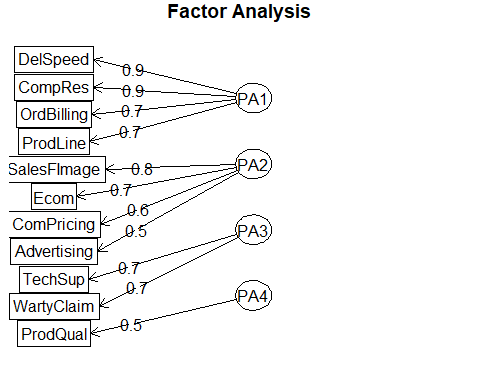 Factor Analysis
DelSpeed
CompRes
OrdBilling
ProdLine
SalesFImage
Ecom
ComPricing
Advertising
TechSup
WartyClaim
ProdQual
0.9
0.9
0.7
0.7
0.8
0.7
0.6
0.5
0.7
0.7
0.5
PA1
PA2
PA3
PA4